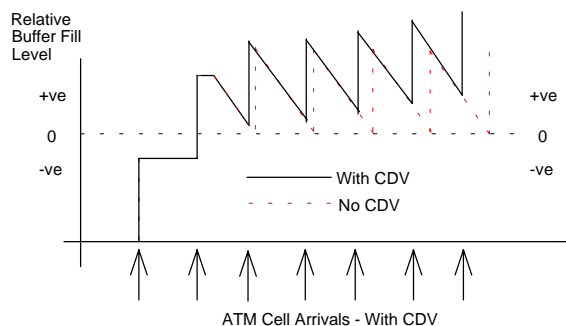 Relative
Buffer Fill
Level
+ve +ve
0 0
-ve -ve
With CDV
No CDV
ATM Cell Arrivals - With CDV